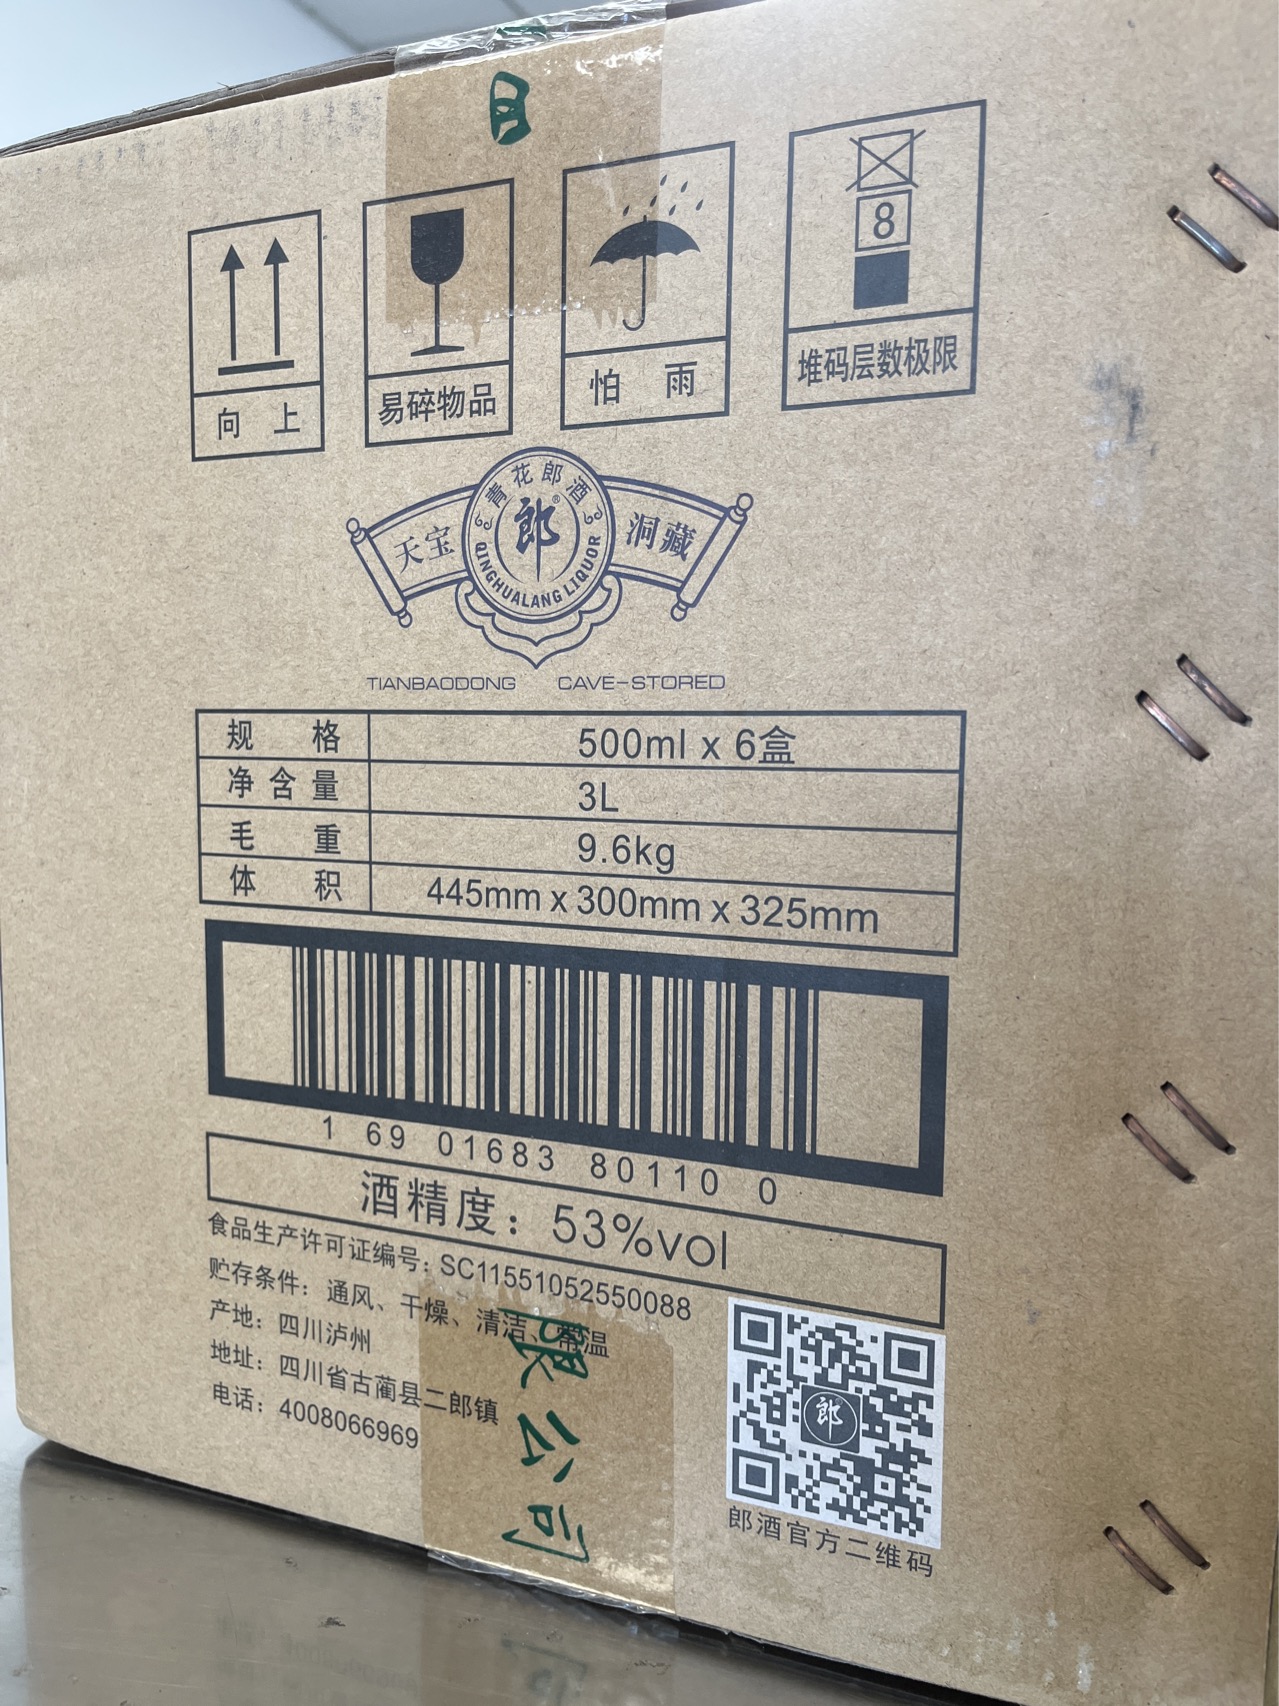 向 上
易碎物品
怕 雨
8
堆码层数极限
青花郎酒
天宝
郎®
洞藏
QINGHUALANG LIQUOR
TIANBAODONG CAVE-STORED
规 格 500ml x 6盒
净含量 3L
毛 重 9.6kg
体 积 445mm x 300mm x 325mm
1 69 01683 80110 0
酒精度：53%vol
食品生产许可证编号：SC11551052550088
贮存条件：通风、干燥、清洁、常温
产地：四川泸州
地址：四川省古蔺县二郎镇
电话：4008066969
限公司
郎
郎酒官方二维码